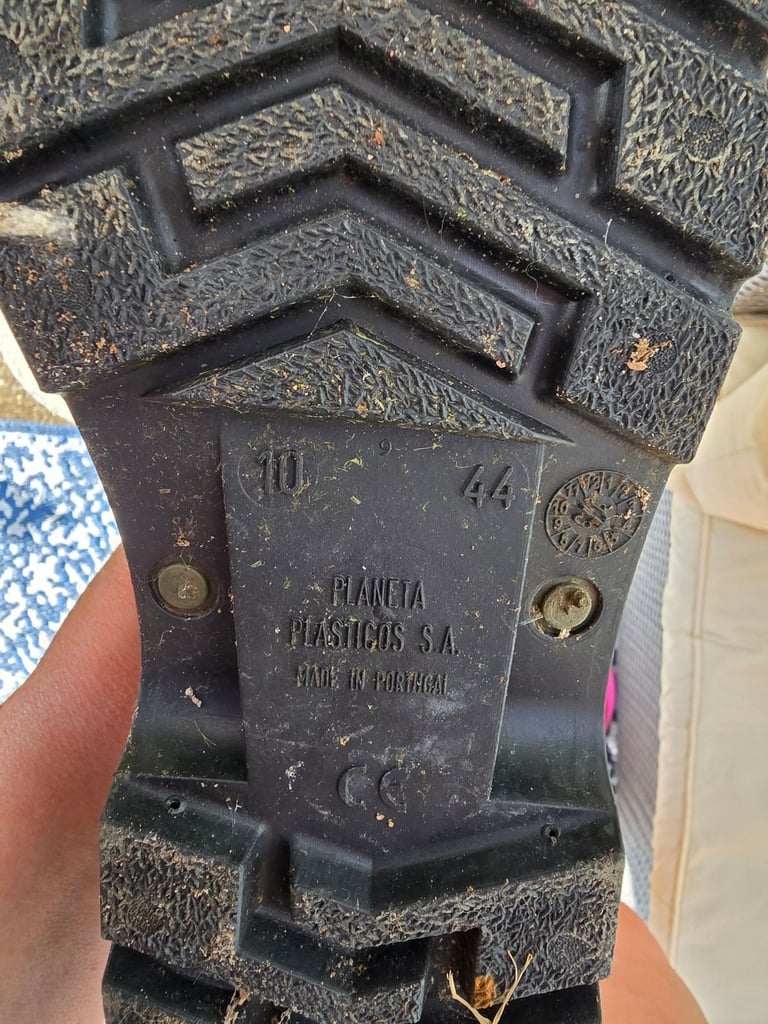 9
10 44
PLANETA
PLASTICOS S.A.
MADE IN PORTUGAL
CE